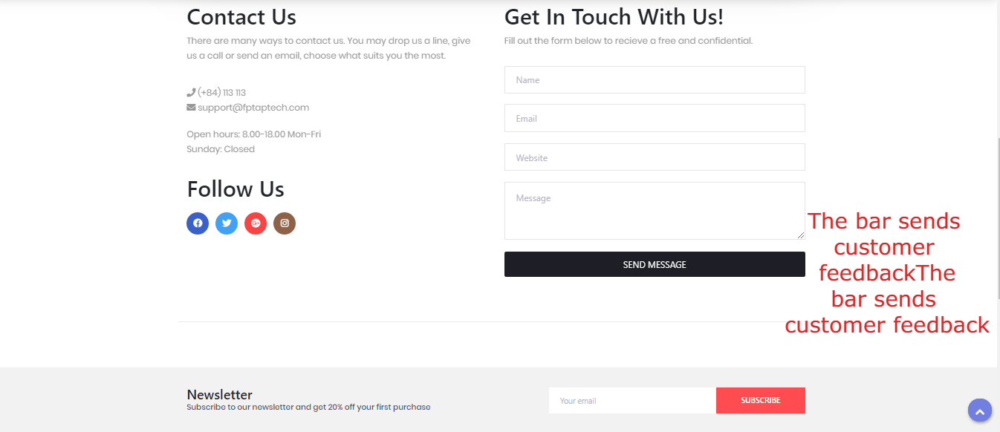 Contact Us
There are many ways to contact us. You may drop us a line, give
us a call or send an email, choose what suits you the most.
(+84) 113 113
support@fptaptech.com
Open hours: 8.00-18.00 Mon-Fri
Sunday: Closed
Follow Us
Get In Touch With Us!
Fill out the form below to recieve a free and confidential.
Name
Email
Website
Message
SEND MESSAGE
The bar sends
customer
feedbackThe
bar sends
customer feedback
Newsletter
Subscribe to our newsletter and get 20% off your first purchase
Your email
SUBSCRIBE